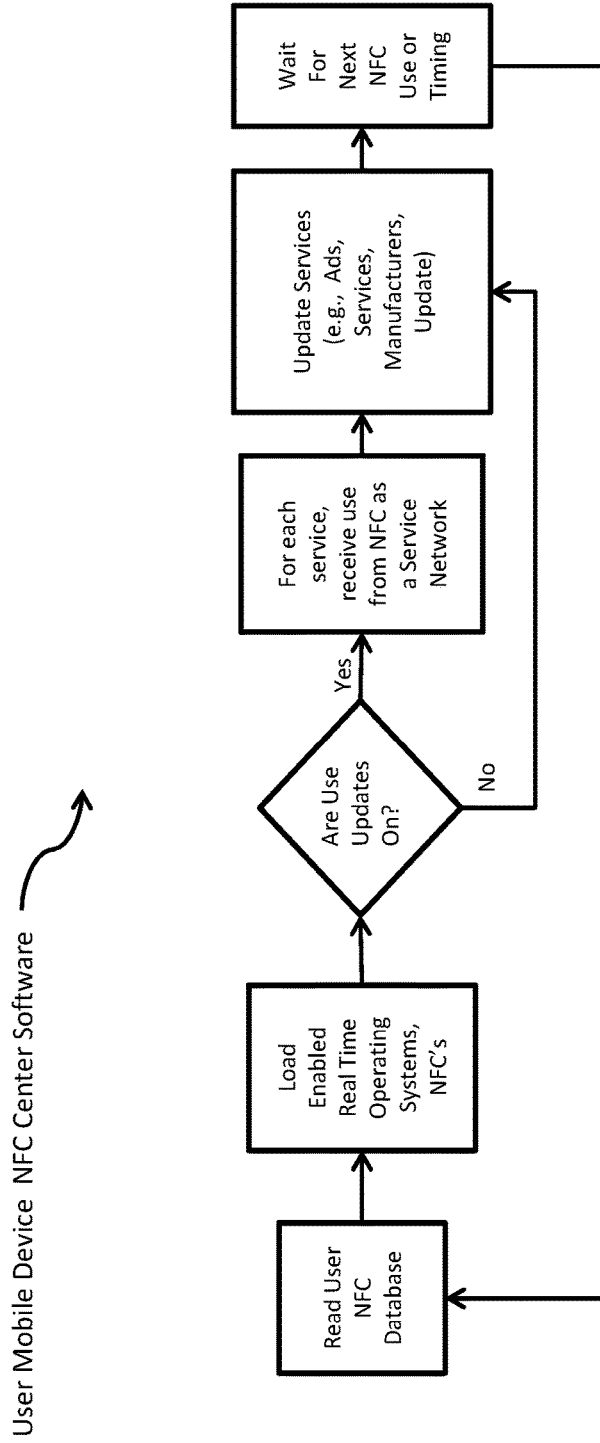 User Mobile Device NFC Center Software
Read User
NFC
Database
Load
Enabled
Real Time
Operating
Systems,
NFC's
Are Use
Updates
On?
Yes
No
For each
service,
receive use
from NFC as
a Service
Network
Update Services
(e.g., Ads,
Services,
Manufacturers,
Update)
Wait
For
Next
NFC
Use or
Timing